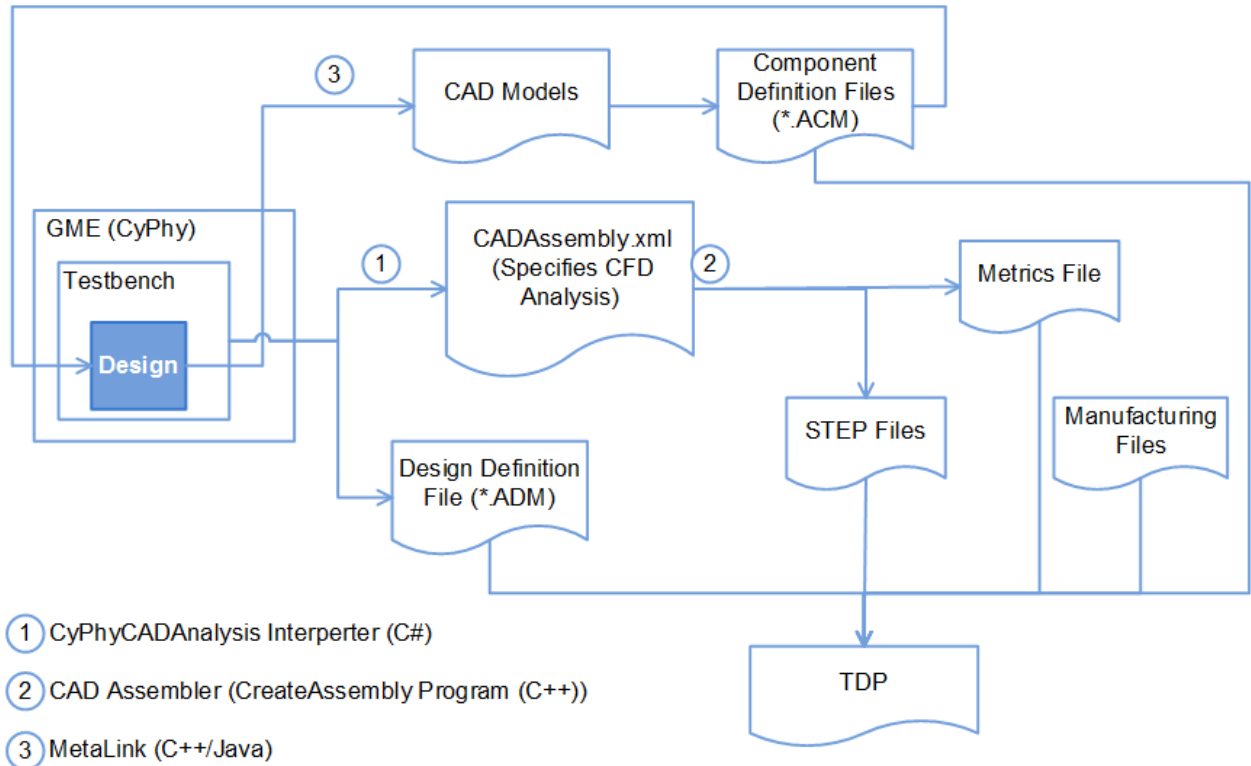 3
CAD Models
Component
Definition Files
(*.ACM)
GME (CyPhy)
Testbench
Design
1
CADAssembly.xml
(Specifies CFD
Analysis)
2
Metrics File
STEP Files
Manufacturing
Files
Design Definition
File (*.ADM)
TDP
1 CyPhyCADAnalysis Interperter (C#)
2 CAD Assembler (CreateAssembly Program (C++))
3 MetaLink (C++/Java)